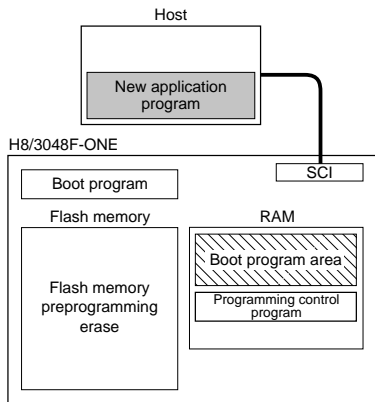 Host
New application
program
H8/3048F-ONE
SCI
Boot program
Flash memory
RAM
Boot program area
Flash memory
preprogramming
erase
Programming control
program